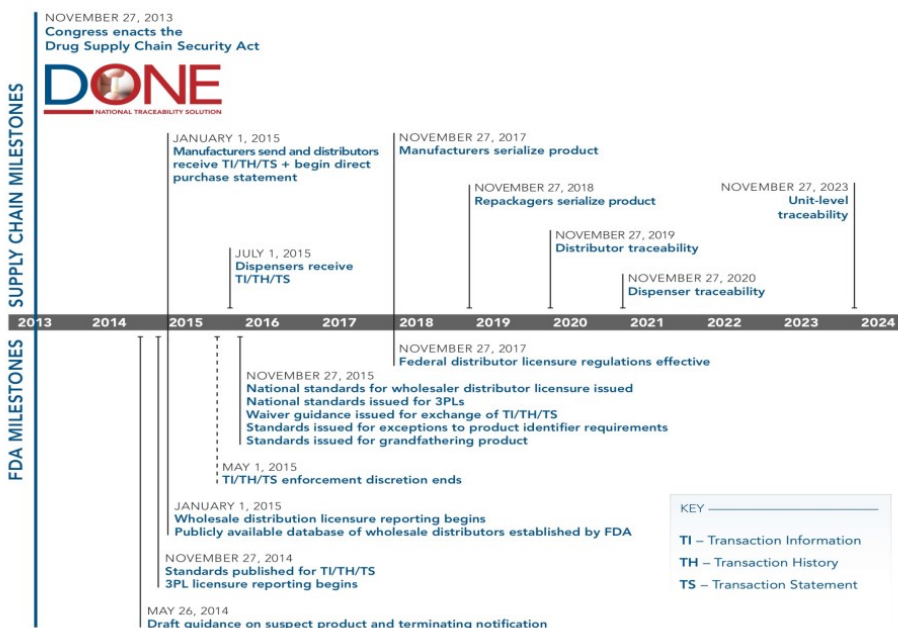 NOVEMBER 27, 2013
Congress enacts the
Drug Supply Chain Security Act
DONE
NATIONAL TRACEABILITY SOLUTION
SUPPLY CHAIN MILESTONES
JANUARY 1, 2015
Manufacturers send and distributors
receive TI/TH/TS + begin direct
purchase statement
JULY 1, 2015
Dispensers receive
TI/TH/TS
NOVEMBER 27, 2017
Manufacturers serialize product
NOVEMBER 27, 2018
Repackagers serialize product
NOVEMBER 27, 2019
Distributor traceability
NOVEMBER 27, 2020
Dispenser traceability
NOVEMBER 27, 2023
Unit-level
traceability
2013 2014 2015 2016 2017 2018 2019 2020 2021 2022 2023 2024
FDA MILESTONES
NOVEMBER 27, 2017
Federal distributor licensure regulations effective
NOVEMBER 27, 2015
National standards for wholesaler distributor licensure issued
National standards issued for 3PLs
Waiver guidance issued for exchange of TI/TH/TS
Standards issued for exceptions to product identifier requirements
Standards issued for grandfathering product
MAY 1, 2015
TI/TH/TS enforcement discretion ends
JANUARY 1, 2015
Wholesale distribution licensure reporting begins
Publicly available database of wholesale distributors established by FDA
NOVEMBER 27, 2014
Standards published for TI/TH/TS
3PL licensure reporting begins
MAY 26, 2014
Draft guidance on suspect product and terminating notification
KEY
TI – Transaction Information
TH – Transaction History
TS – Transaction Statement